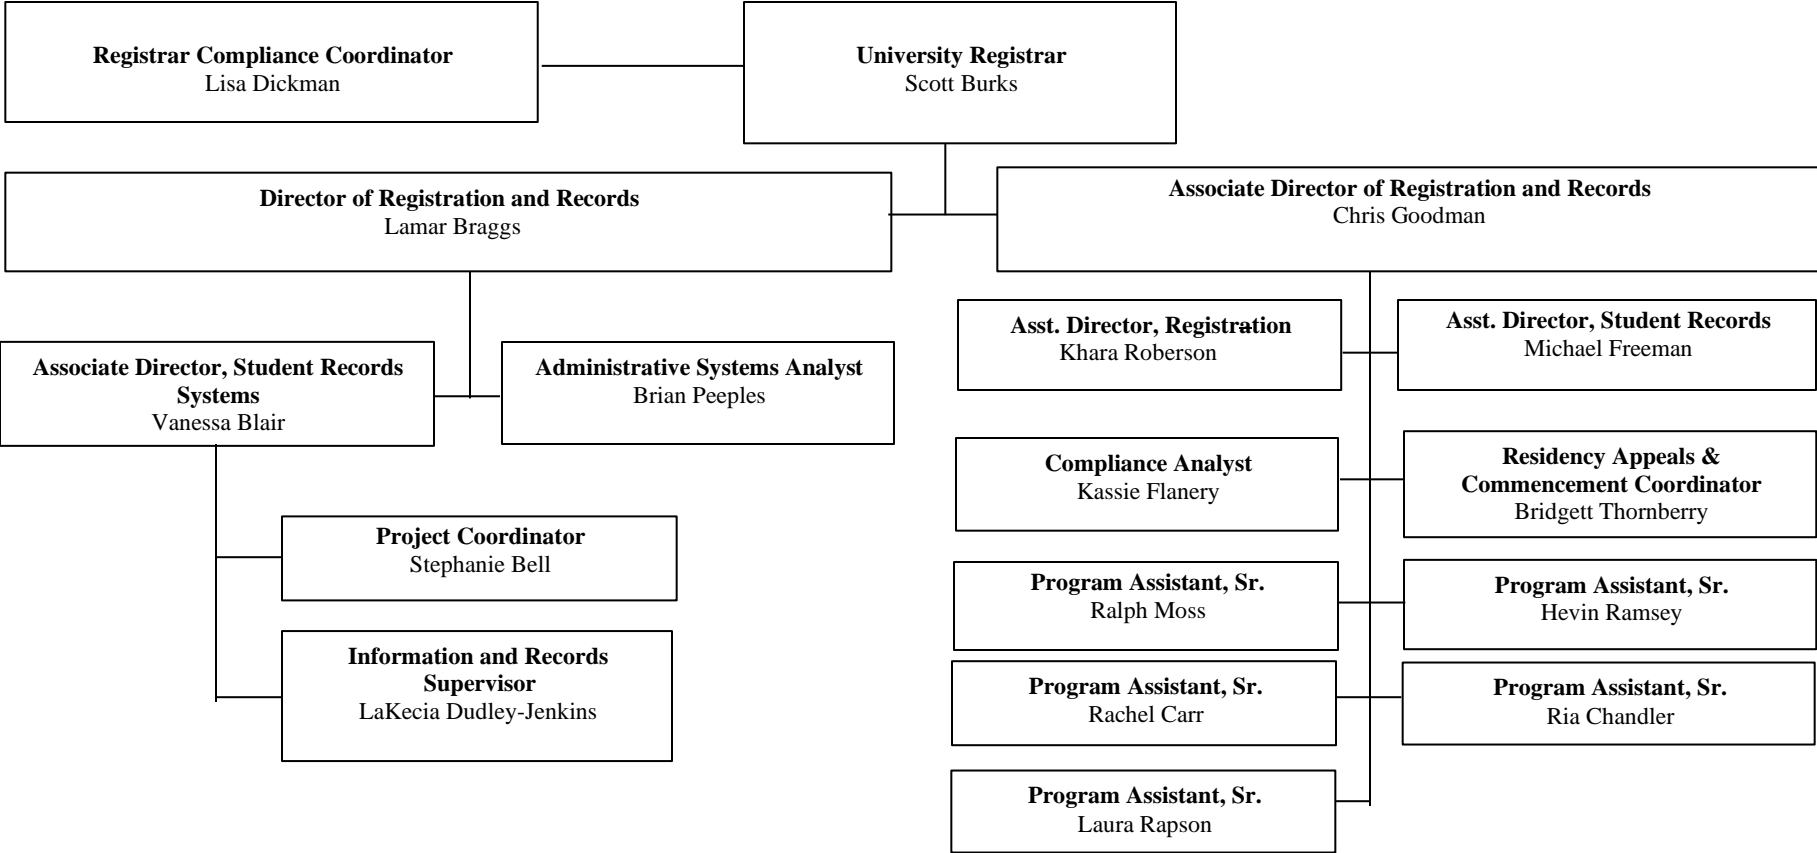 Registrar Compliance Coordinator
Lisa Dickman
University Registrar
Scott Burks
Director of Registration and Records
Lamar Braggs
Associate Director of Registration and Records
Chris Goodman
Associate Director, Student Records
Systems
Vanessa Blair
Administrative Systems Analyst
Brian Peeples
Project Coordinator
Stephanie Bell
Information and Records
Supervisor
LaKecia Dudley-Jenkins
Asst. Director, Registration
Khara Roberson
Asst. Director, Student Records
Michael Freeman
Compliance Analyst
Kassie Flanery
Residency Appeals &
Commencement Coordinator
Bridgett Thornberry
Program Assistant, Sr.
Ralph Moss
Program Assistant, Sr.
Hevin Ramsey
Program Assistant, Sr.
Rachel Carr
Program Assistant, Sr.
Ria Chandler
Program Assistant, Sr.
Laura Rapson